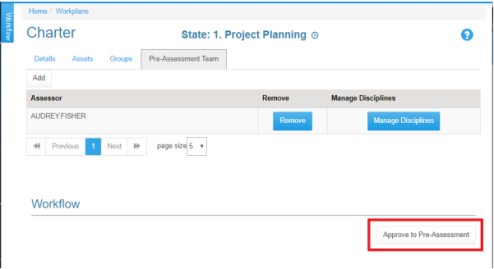 Workflow
Home / Workplans
Charter
State: 1. Project Planning
?
Details Assets Groups Pre-Assessment Team
Add
Assessor Remove Manage Disciplines
AUDREY.FISHER Remove Manage Disciplines
Previous 1 Next page size 5
Workflow
Approve to Pre-Assessment